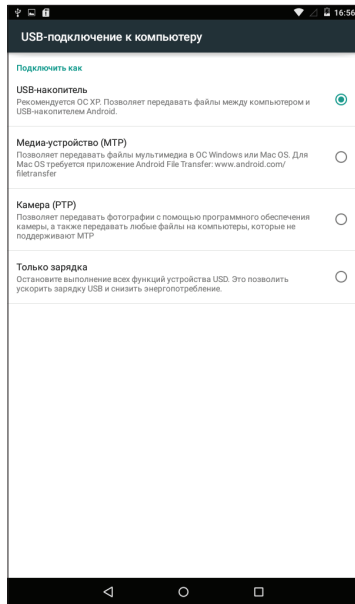 16:56
USB-подключение к компьютеру
Подключить как
USB-накопитель
Рекомендуется ОС XP. Позволяет передавать файлы между компьютером и
USB-накопителем Android.
Медиа-устройство (MTP)
Позволяет передавать файлы мультимедиа в ОС Windows или Mac OS. Для
Mac OS требуется приложение Android File Transfer: www.android.com/
filetransfer
Камера (PTP)
Позволяет передавать фотографии с помощью программного обеспечения
камеры, а также передавать любые файлы на компьютеры, которые не
поддерживают MTP
Только зарядка
Остановите выполнение всех функций устройства USD. Это позволить
ускорить зарядку USB и снизить энергопотребление.